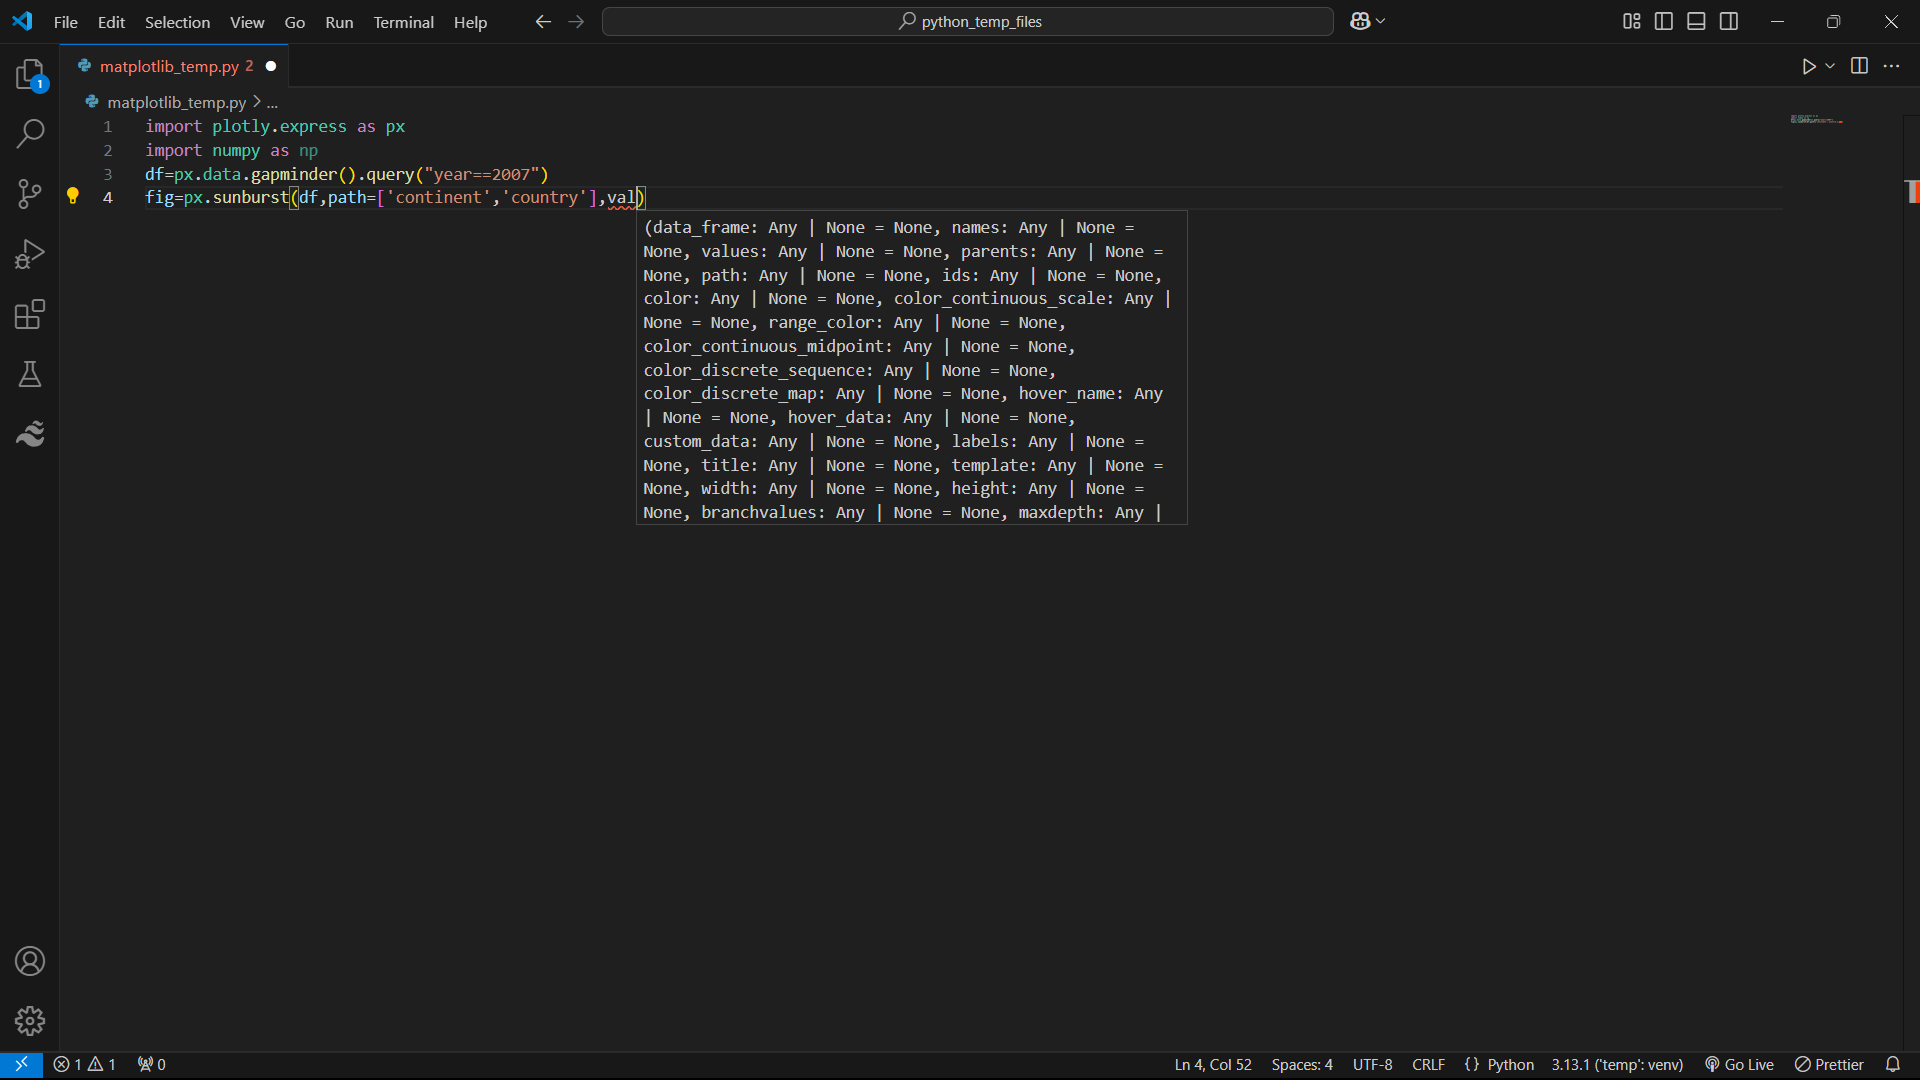 File Edit Selection View Go Run Terminal Help
python_temp_files
1
matplotlib_temp.py 2
matplotlib_temp.py > ...
1 import plotly.express as px
2 import numpy as np
3 df=px.data.gapminder().query("year==2007")
4 fig=px.sunburst(df,path=['continent','country'],val)
(data_frame: Any | None = None, names: Any | None =
None, values: Any | None = None, parents: Any | None =
None, path: Any | None = None, ids: Any | None = None,
color: Any | None = None, color_continuous_scale: Any |
None = None, range_color: Any | None = None,
color_continuous_midpoint: Any | None = None,
color_discrete_sequence: Any | None = None,
color_discrete_map: Any | None = None, hover_name: Any
| None = None, hover_data: Any | None = None,
custom_data: Any | None = None, labels: Any | None =
None, title: Any | None = None, template: Any | None =
None, width: Any | None = None, height: Any | None =
None, branchvalues: Any | None = None, maxdepth: Any |
1 1 0 Ln 4, Col 52 Spaces: 4 UTF-8 CRLF {} Python 3.13.1 ('temp': venv) Go Live Prettier